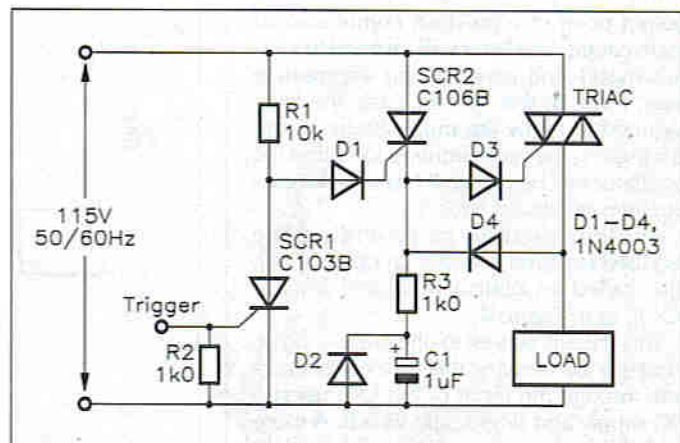 SCR2
C106B
TRIAC
R1
10k
D1
D3
115V
50/60Hz
SCR1
C103B
D4
D1-D4,
1N4003
Trigger
R3
1k0
R2
1k0
D2
+
C1
1uF
LOAD